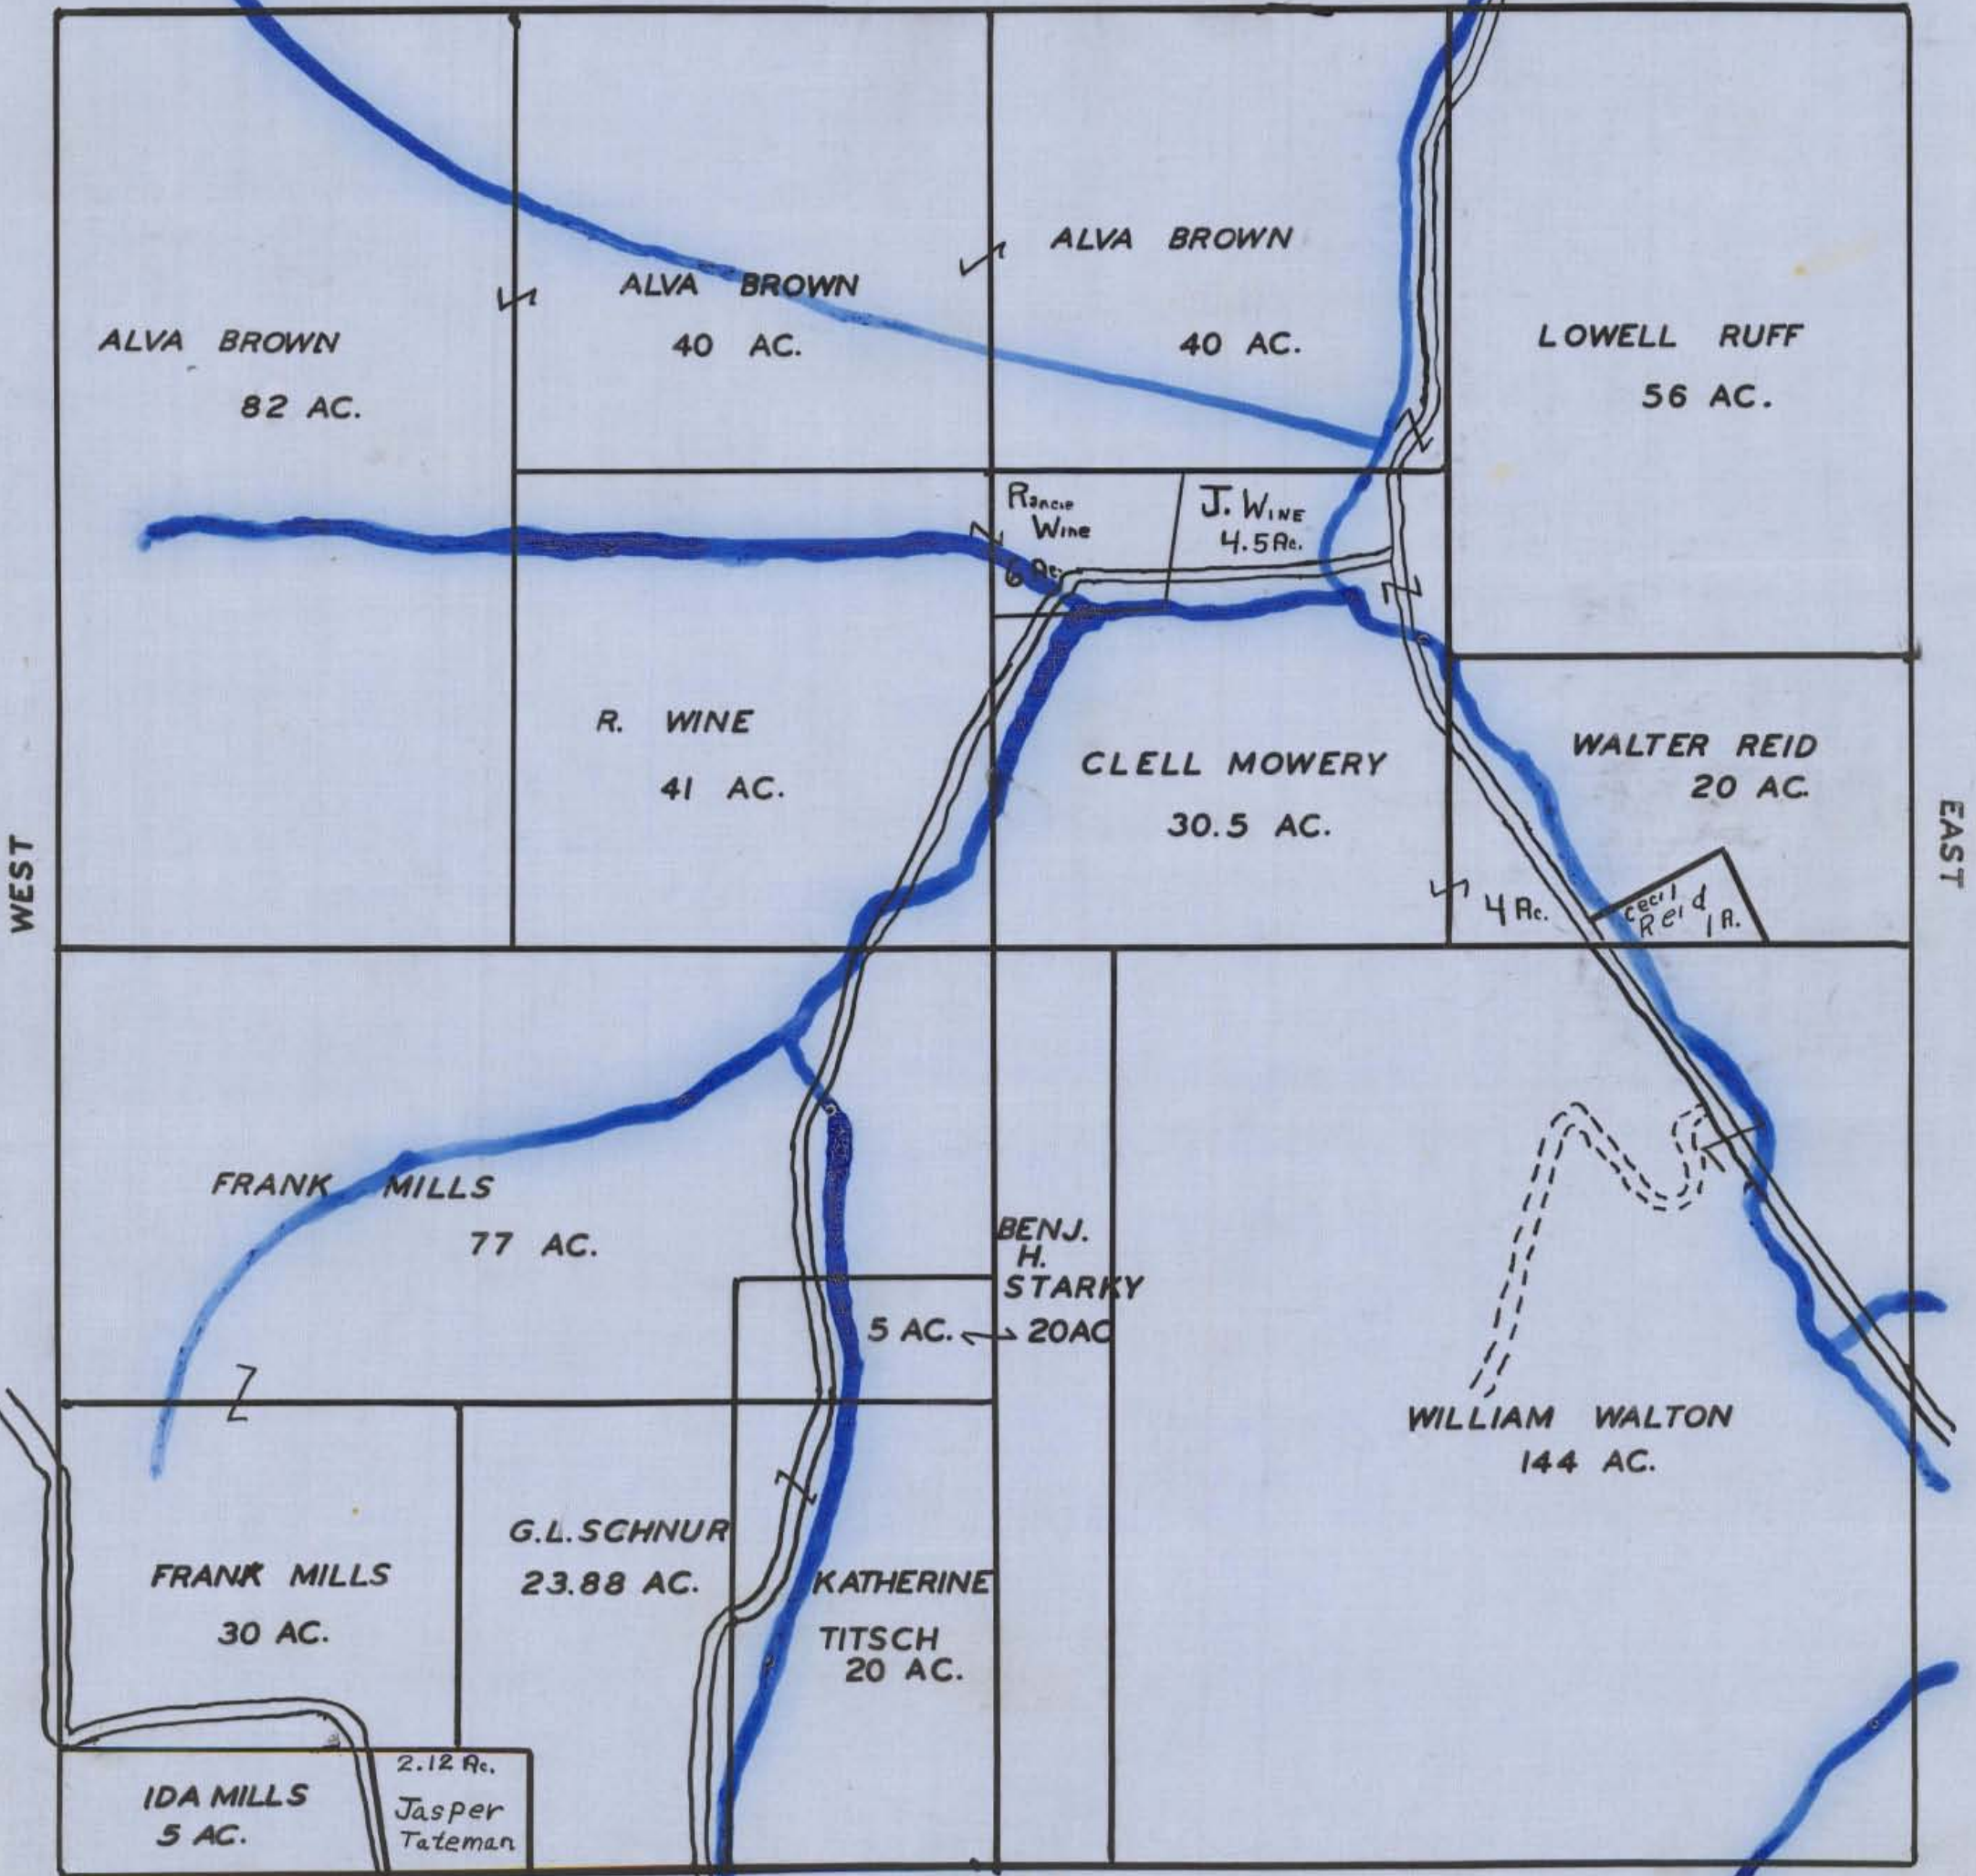 ALVA BROWN
82 AC.
ALVA BROWN
40 AC.
ALVA BROWN
40 AC.
LOWELL RUFF
56 AC.
Rancie
Wine
6 Ac.
J. WINE
4.5 Ac.
R. WINE
41 AC.
CLELL MOWERY
30.5 AC.
WALTER REID
20 AC.
4 Ac.
Cecil
Reid
1 A.
WEST
EAST
FRANK MILLS
77 AC.
BENJ.
H.
STARKY
5 AC. 20AC
WILLIAM WALTON
144 AC.
FRANK MILLS
30 AC.
G.L. SCHNUR
23.88 AC.
KATHERINE
TITSCH
20 AC.
IDA MILLS
5 AC.
2.12 Ac.
Jasper
Tateman